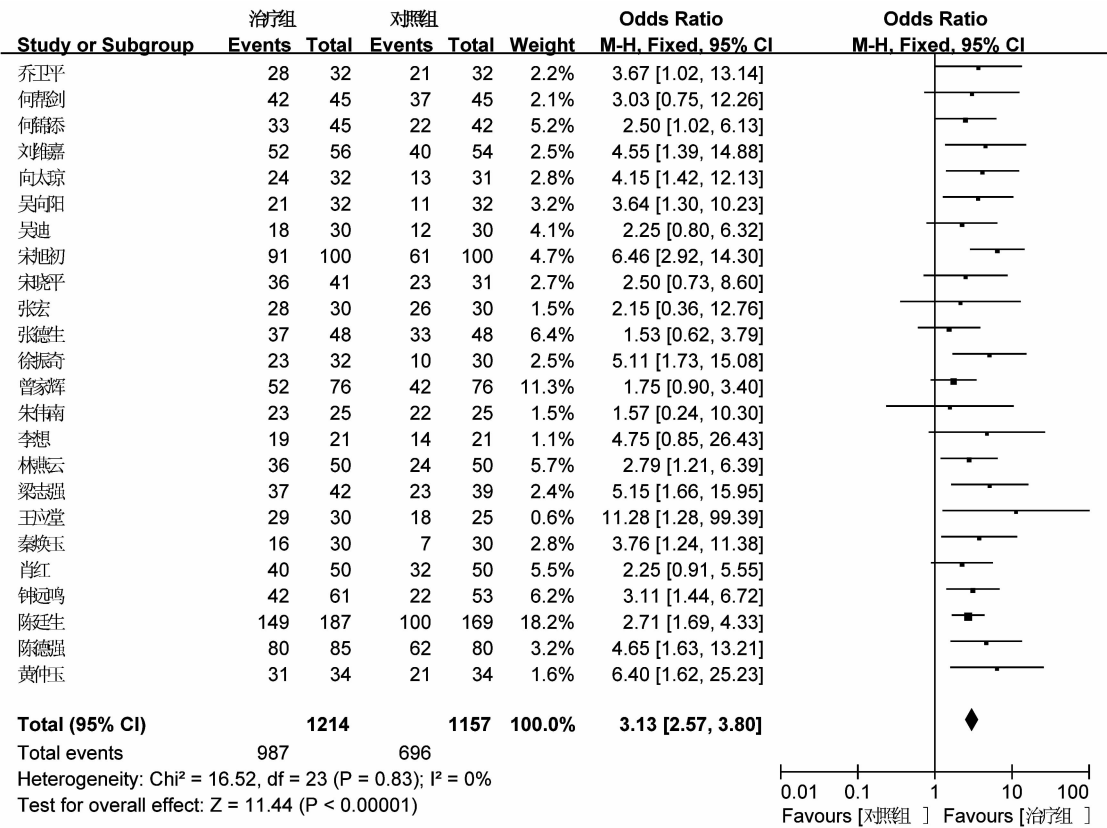 治疗组 对照组 Odds Ratio Odds Ratio
Study or Subgroup Events Total Events Total Weight M-H, Fixed, 95% CI M-H, Fixed, 95% CI
乔卫平 28 32 21 32 2.2% 3.67 [1.02, 13.14]
何帮剑 42 45 37 45 2.1% 3.03 [0.75, 12.26]
何锦添 33 45 22 42 5.2% 2.50 [1.02, 6.13]
刘维嘉 52 56 40 54 2.5% 4.55 [1.39, 14.88]
向太琼 24 32 13 31 2.8% 4.15 [1.42, 12.13]
吴向阳 21 32 11 32 3.2% 3.64 [1.30, 10.23]
吴迪 18 30 12 30 4.1% 2.25 [0.80, 6.32]
宋旭初 91 100 61 100 4.7% 6.46 [2.92, 14.30]
宋晓平 36 41 23 31 2.7% 2.50 [0.73, 8.60]
张宏 28 30 26 30 1.5% 2.15 [0.36, 12.76]
张德生 37 48 33 48 6.4% 1.53 [0.62, 3.79]
徐振奇 23 32 10 30 2.5% 5.11 [1.73, 15.08]
曾家辉 52 76 42 76 11.3% 1.75 [0.90, 3.40]
朱伟南 23 25 22 25 1.5% 1.57 [0.24, 10.30]
李想 19 21 14 21 1.1% 4.75 [0.85, 26.43]
林燕云 36 50 24 50 5.7% 2.79 [1.21, 6.39]
梁志强 37 42 23 39 2.4% 5.15 [1.66, 15.95]
王应堂 29 30 18 25 0.6% 11.28 [1.28, 99.39]
秦焕玉 16 30 7 30 2.8% 3.76 [1.24, 11.38]
肖红 40 50 32 50 5.5% 2.25 [0.91, 5.55]
钟远鸣 42 61 22 53 6.2% 3.11 [1.44, 6.72]
陈廷生 149 187 100 169 18.2% 2.71 [1.69, 4.33]
陈德强 80 85 62 80 3.2% 4.65 [1.63, 13.21]
黄仲玉 31 34 21 34 1.6% 6.40 [1.62, 25.23]
Total (95% CI) 1214 1157 100.0% 3.13 [2.57, 3.80]
Total events 987 696
Heterogeneity: Chi² = 16.52, df = 23 (P = 0.83); I² = 0%
Test for overall effect: Z = 11.44 (P < 0.00001)
0.01 0.1 1 10 100
Favours [对照组 ] Favours [治疗组 ]